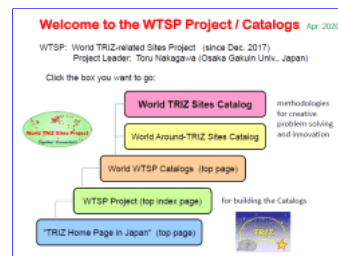 Welcome to the WTSP Project / Catalogs Apr. 2020
WTSP: World TRIZ-related Sites Project (since Dec. 2017)
Project Leader: Toru Nakagawa (Osaka Gakuin Univ., Japan)
Click the box you want to go:
World TRIZ Sites Catalog
methodologies
for creative
problem solving
and innovation
World TRIZ Sites Project
World Around-TRIZ Sites Catalog
World WTSP Catalogs (top page)
WTSP Project (top index page)
for building the Catalogs
TRIZ
"TRIZ Home Page in Japan" (top page)